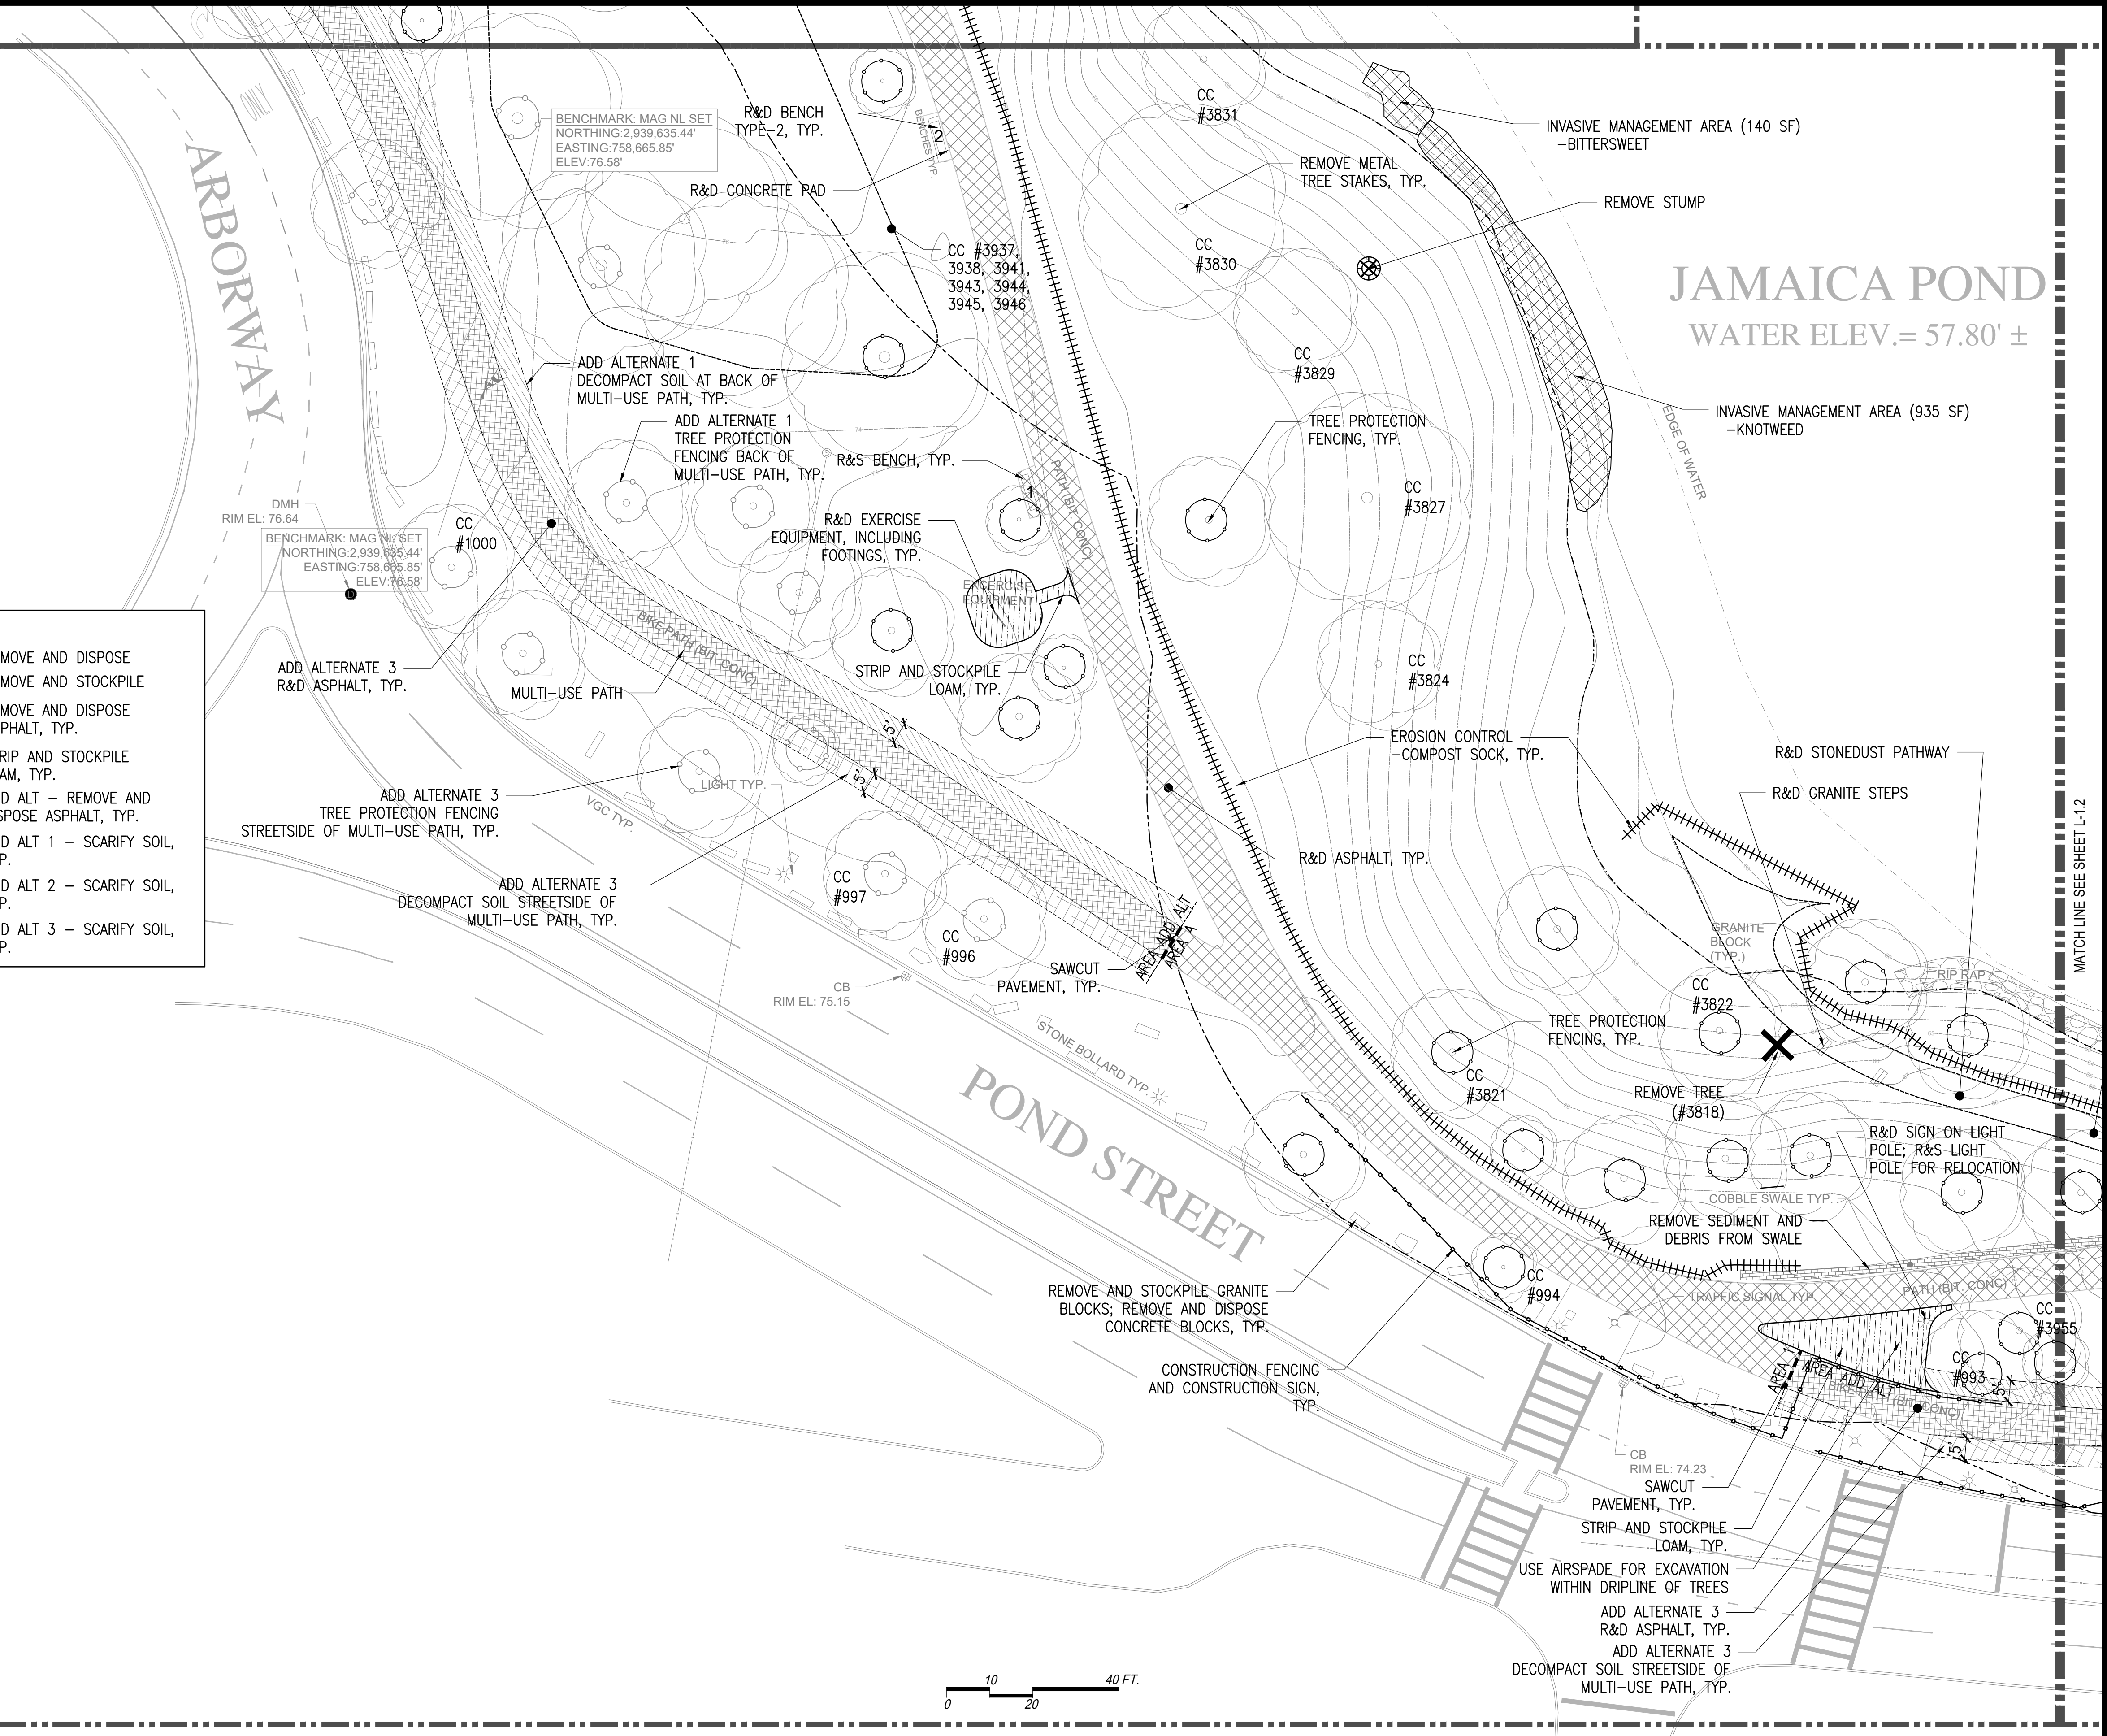 ARBORWAY
BENCHMARK: MAG NL SET
NORTHING:2,939,635.44'
EASTING:758,665.85'
ELEV:76.58'
R&D BENCH
TYPE-2, TYP.
BENCHES TYP.
2
R&D CONCRETE PAD
CC #3937,
3938, 3941,
3943, 3944,
3945, 3946
CC
#3831
REMOVE METAL
TREE STAKES, TYP.
CC
#3830
CC
#3829
INVASIVE MANAGEMENT AREA (140 SF)
-BITTERSWEET
REMOVE STUMP
JAMAICA POND
WATER ELEV.= 57.80' ±
INVASIVE MANAGEMENT AREA (935 SF)
-KNOTWEED
EDGE OF WATER
ADD ALTERNATE 1
DECOMPACT SOIL AT BACK OF
MULTI-USE PATH, TYP.
ADD ALTERNATE 1
TREE PROTECTION
FENCING BACK OF
MULTI-USE PATH, TYP.
R&S BENCH, TYP.
1
PATH (BIT. CONC)
TREE PROTECTION
FENCING, TYP.
CC
#3827
DMH
RIM EL: 76.64
BENCHMARK: MAG NL SET
NORTHING:2,939,635.44'
EASTING:758,665.85'
ELEV:76.58'
D
CC
#1000
R&D EXERCISE
EQUIPMENT, INCLUDING
FOOTINGS, TYP.
EXCERCISE
EQUIPMENT
BIKE PATH (BIT. CONC)
STRIP AND STOCKPILE
LOAM, TYP.
CC
#3824
MOVE AND DISPOSE
MOVE AND STOCKPILE
MOVE AND DISPOSE
PHALT, TYP.
RIP AND STOCKPILE
AM, TYP.
D ALT - REMOVE AND
SPOSE ASPHALT, TYP.
D ALT 1 - SCARIFY SOIL,
P.
D ALT 2 - SCARIFY SOIL,
P.
D ALT 3 - SCARIFY SOIL,
P.
ADD ALTERNATE 3
R&D ASPHALT, TYP.
MULTI-USE PATH
5'
5'
EROSION CONTROL
-COMPOST SOCK, TYP.
R&D STONEDUST PATHWAY
R&D GRANITE STEPS
ADD ALTERNATE 3
TREE PROTECTION FENCING
STREETSIDE OF MULTI-USE PATH, TYP.
LIGHT TYP.
VGC TYP.
MATCH LINE SEE SHEET L-1.2
R&D ASPHALT, TYP.
ADD ALTERNATE 3
DECOMPACT SOIL STREETSIDE OF
MULTI-USE PATH, TYP.
CC
#997
CC
#996
AREA ADD ALT
AREA A
SAWCUT
PAVEMENT, TYP.
CB
RIM EL: 75.15
GRANITE
BLOCK
(TYP.)
RIP RAP
CC
#3822
STONE BOLLARD TYP.
TREE PROTECTION
FENCING, TYP.
CC
#3821
REMOVE TREE
(#3818)
POND STREET
R&D SIGN ON LIGHT
POLE; R&S LIGHT
POLE FOR RELOCATION
COBBLE SWALE TYP.
REMOVE SEDIMENT AND
DEBRIS FROM SWALE
REMOVE AND STOCKPILE GRANITE
BLOCKS; REMOVE AND DISPOSE
CONCRETE BLOCKS, TYP.
CC
#994
TRAFFIC SIGNAL TYP.
PATH (BIT. CONC)
CC
#3955
CONSTRUCTION FENCING
AND CONSTRUCTION SIGN,
TYP.
CC
#993
AREA
AREA ADD ALT
BIKE PATH (BIT. CONC)
5'
5'
CB
RIM EL: 74.23
SAWCUT
PAVEMENT, TYP.
STRIP AND STOCKPILE
LOAM, TYP.
USE AIRSPADE FOR EXCAVATION
WITHIN DRIPLINE OF TREES
ADD ALTERNATE 3
R&D ASPHALT, TYP.
ADD ALTERNATE 3
DECOMPACT SOIL STREETSIDE OF
MULTI-USE PATH, TYP.
10
40 FT.
0
20